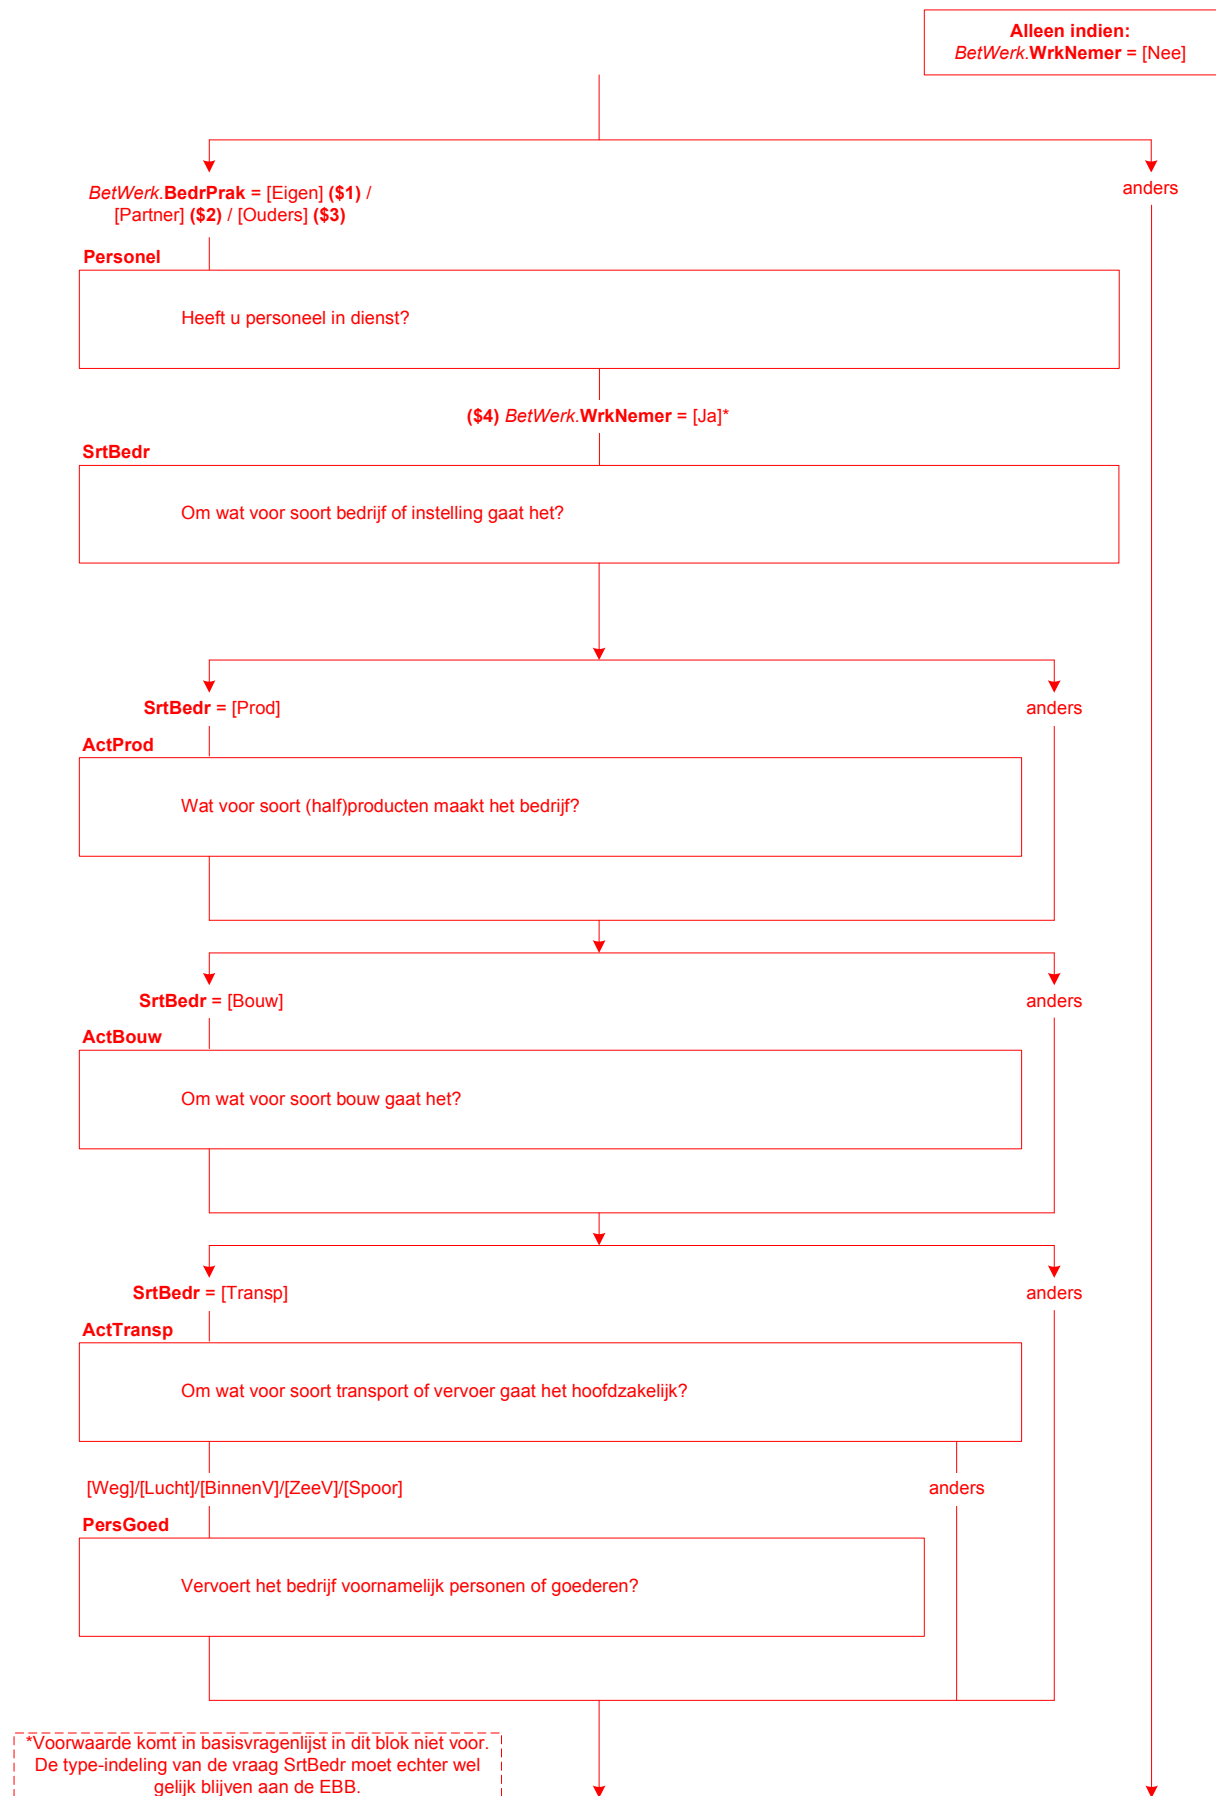 Alleen indien:
BetWerk.WrkNemer = [Nee]
BetWerk.BedrPrak = [Eigen] ($1) /
[Partner] ($2) / [Ouders] ($3)
anders
Personel
Heeft u personeel in dienst?
($4) BetWerk.WrkNemer = [Ja]*
SrtBedr
Om wat voor soort bedrijf of instelling gaat het?
SrtBedr = [Prod]
anders
ActProd
Wat voor soort (half)producten maakt het bedrijf?
SrtBedr = [Bouw]
anders
ActBouw
Om wat voor soort bouw gaat het?
SrtBedr = [Transp]
anders
ActTransp
Om wat voor soort transport of vervoer gaat het hoofdzakelijk?
[Weg]/[Lucht]/[BinnenV]/[ZeeV]/[Spoor]
anders
PersGoed
Vervoert het bedrijf voornamelijk personen of goederen?
*Voorwaarde komt in basisvragenlijst in dit blok niet voor.
De type-indeling van de vraag SrtBedr moet echter wel
gelijk blijven aan de EBB.